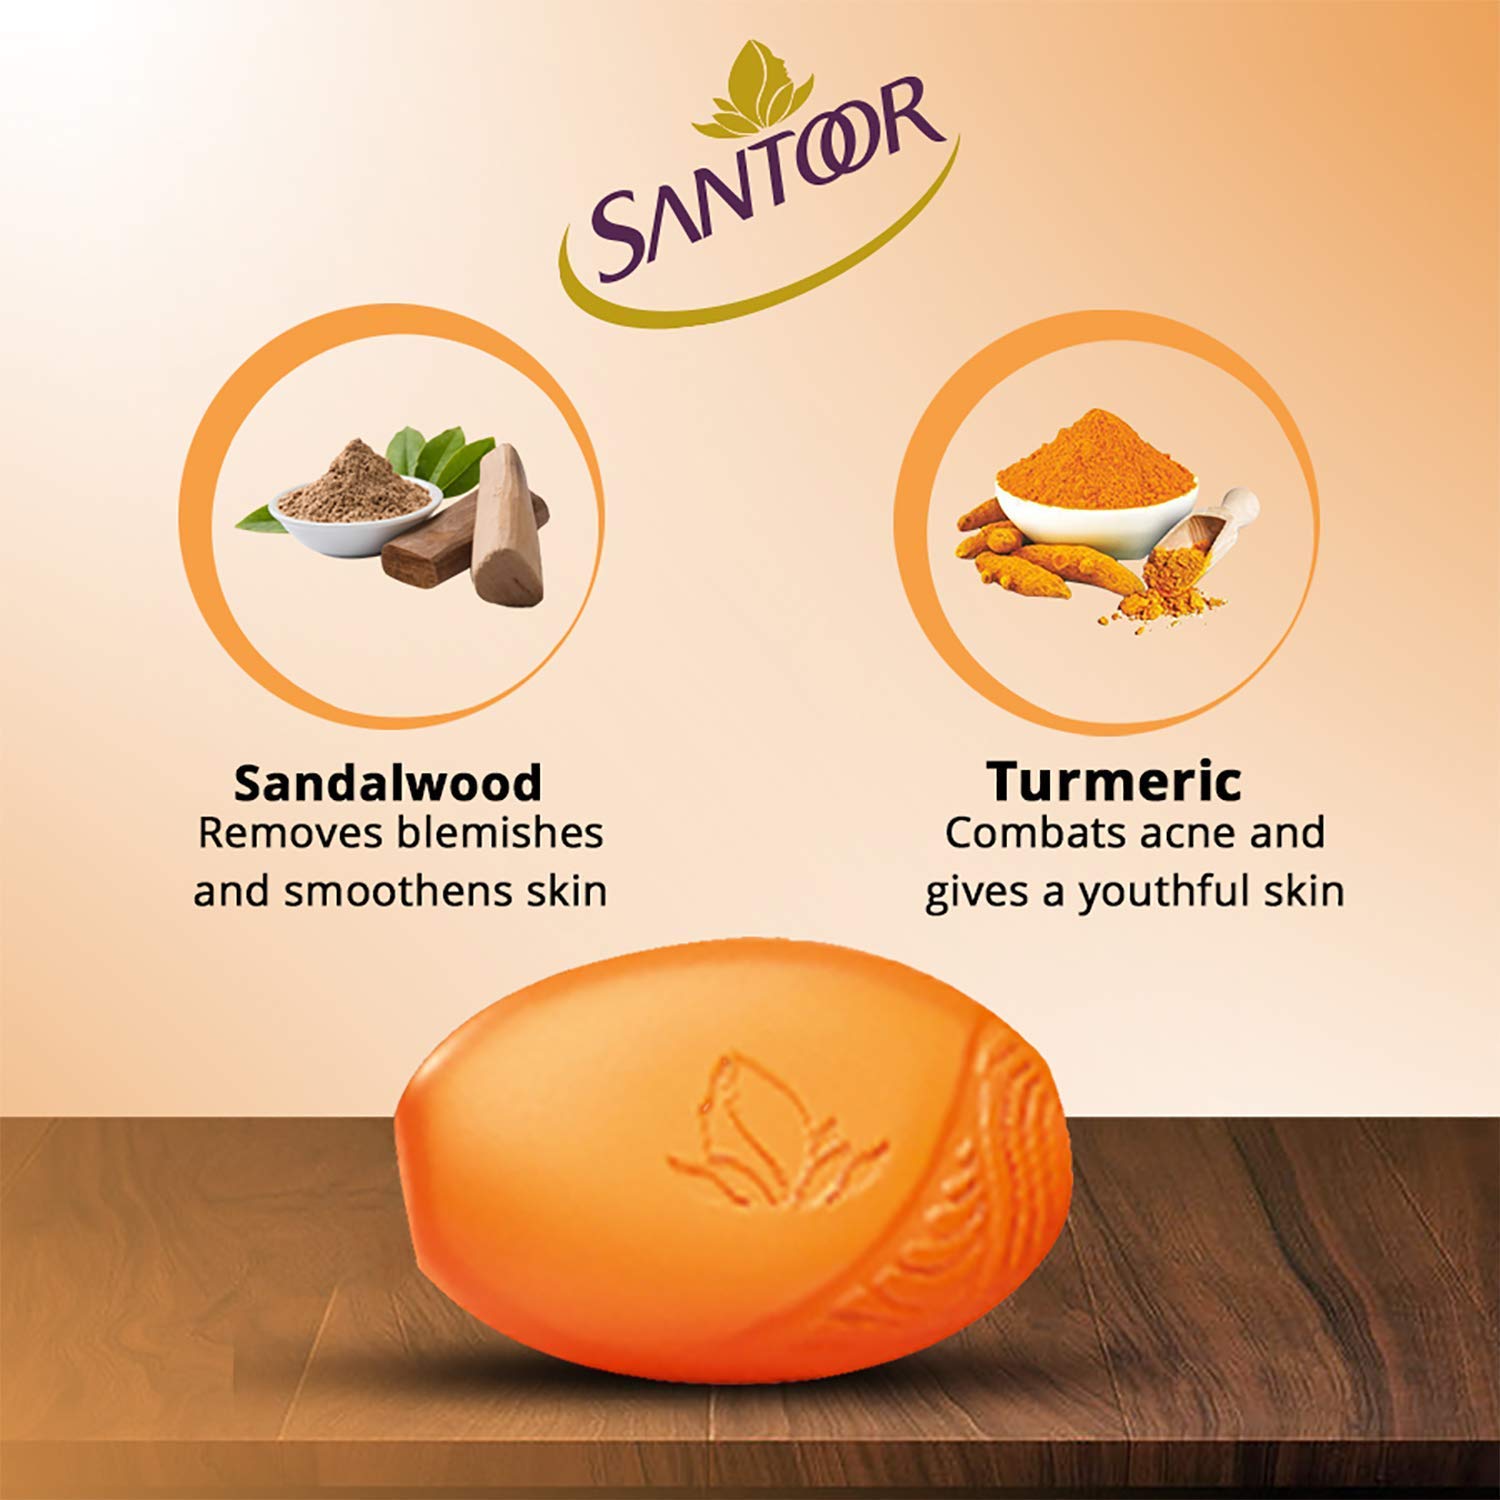 SANTOOR
Sandalwood
Removes blemishes
and smoothens skin
Turmeric
Combats acne and
gives a youthful skin